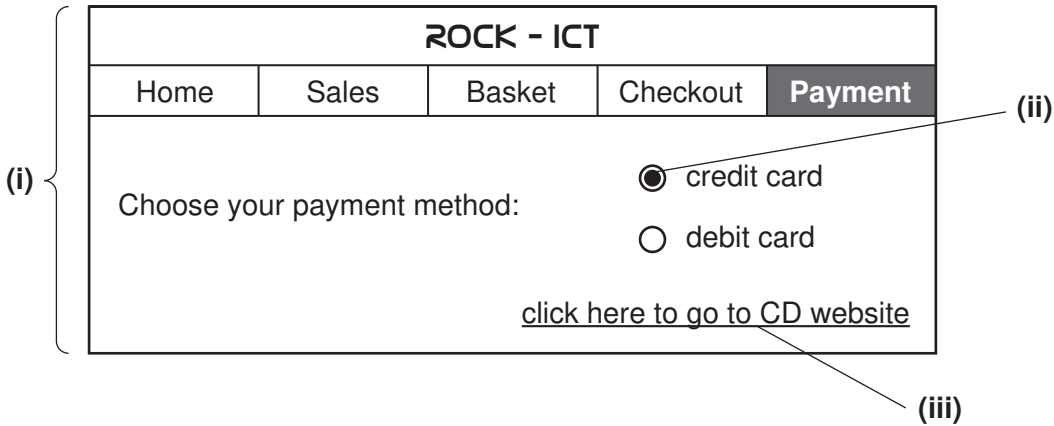 ROCK - ICT
Home Sales Basket Checkout Payment
(ii)
(i)
credit card
Choose your payment method:
debit card
click here to go to CD website
(iii)